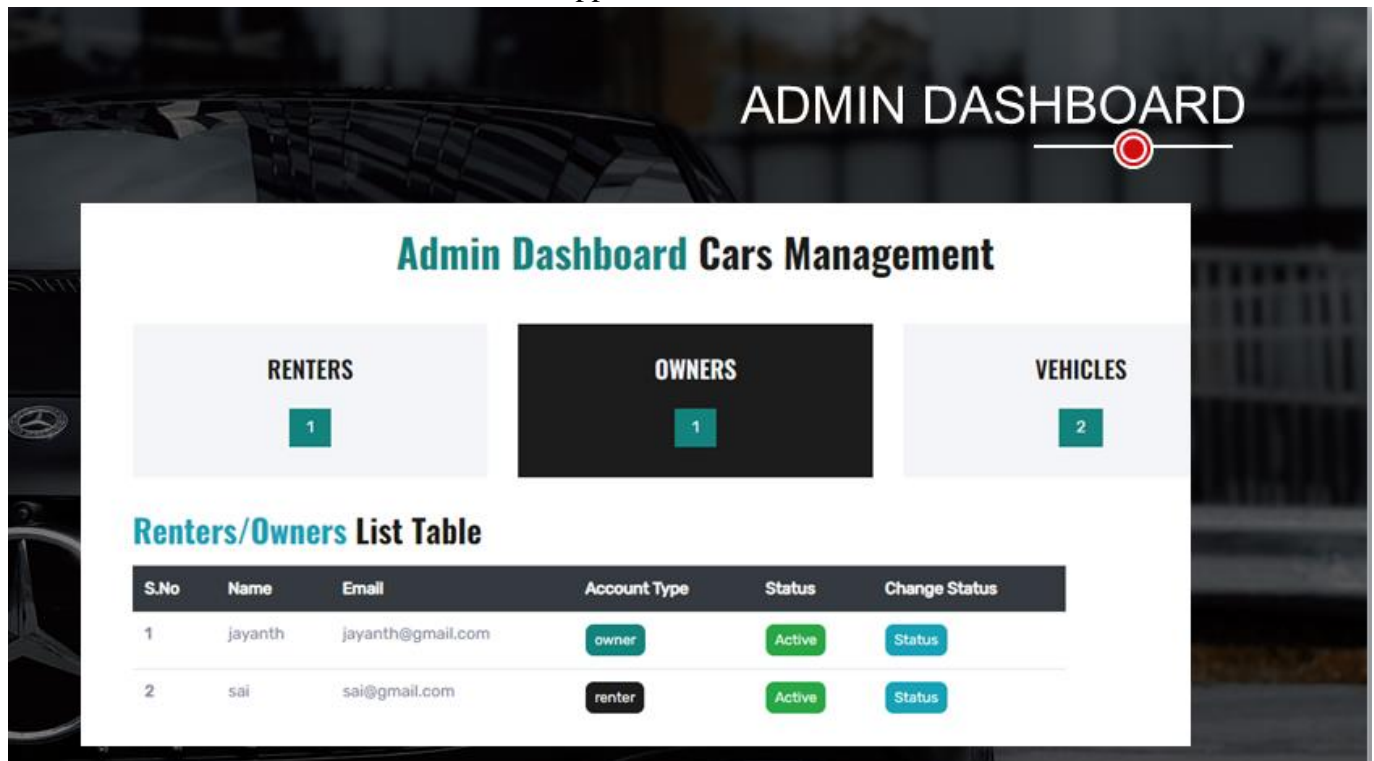 ADMIN DASHBOARD
Admin Dashboard Cars Management
RENTERS OWNERS VEHICLES
1 1 2
Renters/Owners List Table
S.No Name Email Account Type Status Change Status
1 jayanth jayanth@gmail.com owner Active Status
2 sai sai@gmail.com renter Active Status